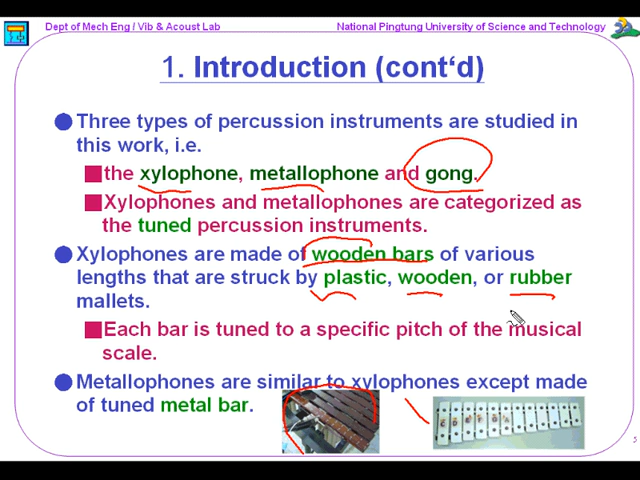 Dept of Mech Eng / Vib & Acoust Lab
National Pingtung University of Science and Technology
1. Introduction (cont‘d)
Three types of percussion instruments are studied in
this work, i.e.
the xylophone, metallophone and gong.
Xylophones and metallophones are categorized as
the tuned percussion instruments.
Xylophones are made of wooden bars of various
lengths that are struck by plastic, wooden, or rubber
mallets.
Each bar is tuned to a specific pitch of the musical
scale.
Metallophones are similar to xylophones except made
of tuned metal bar.
5